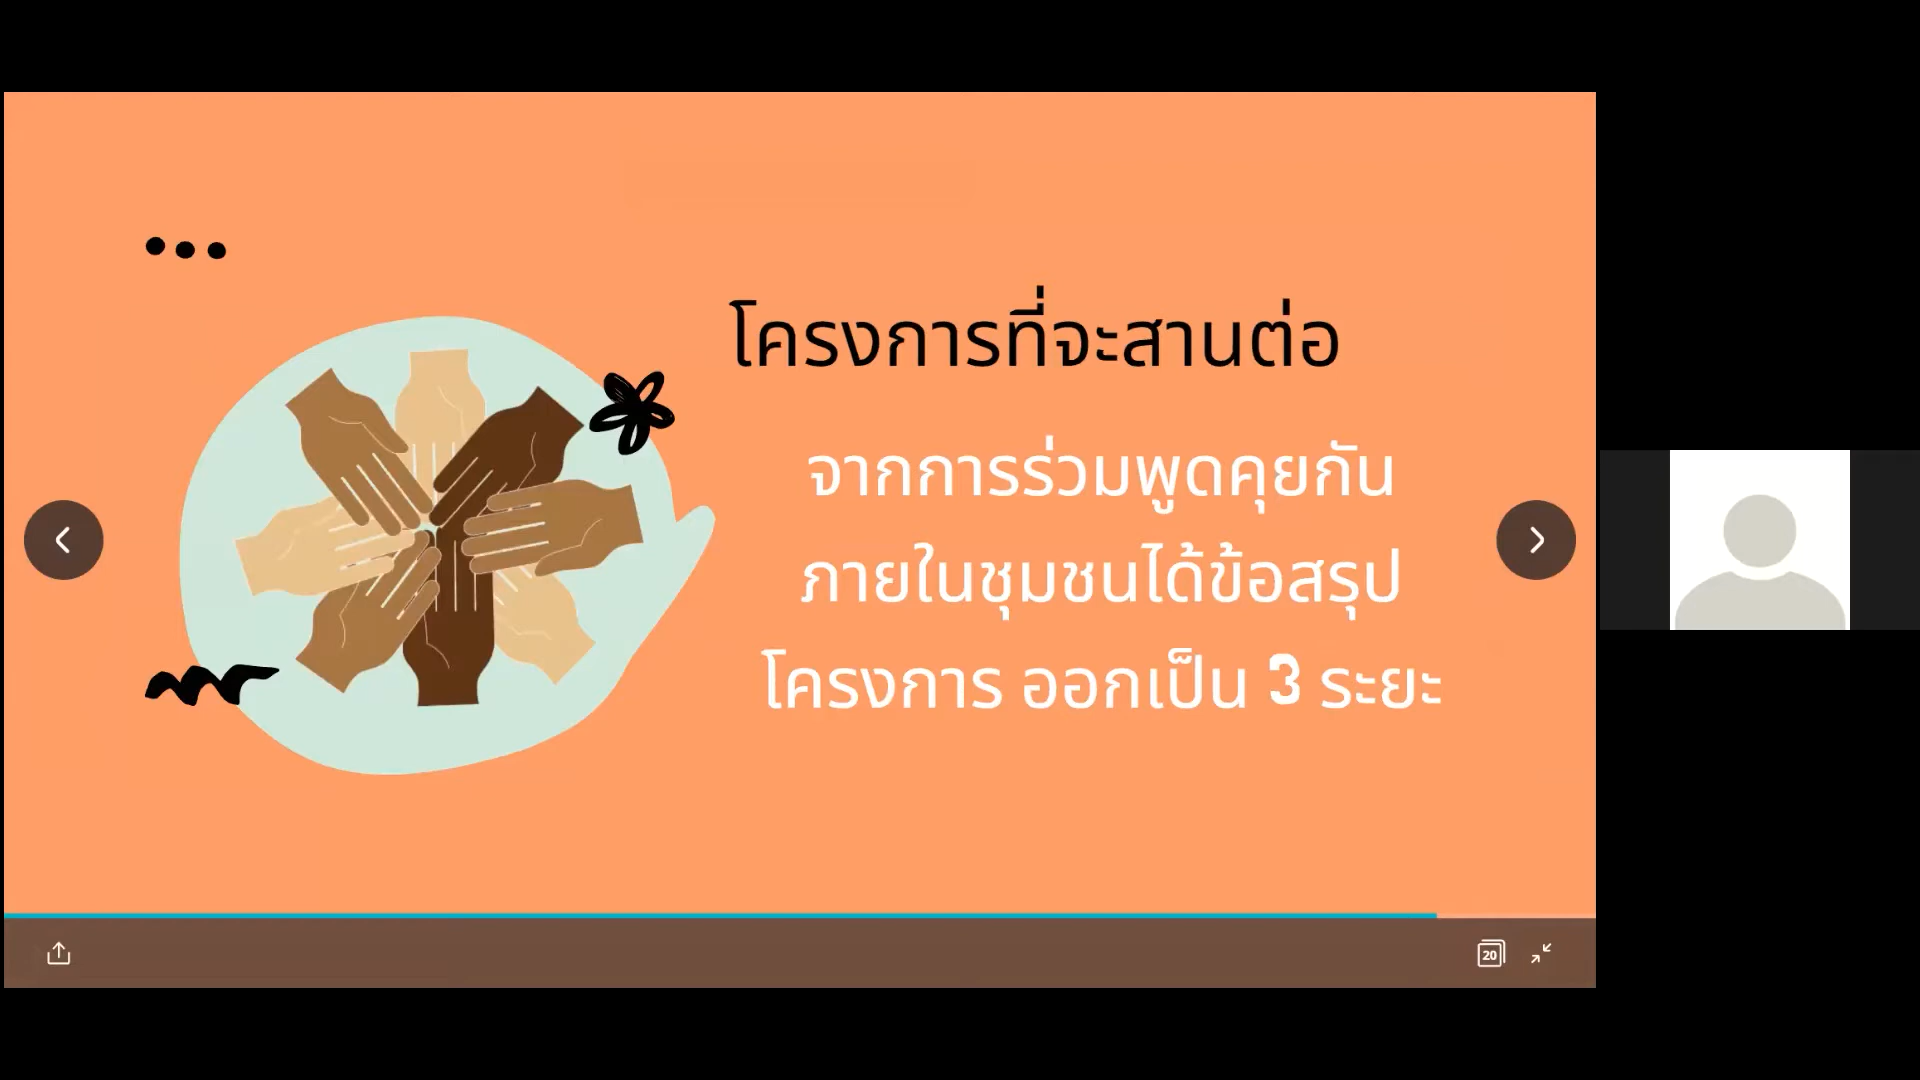 โครงการที่จะสานต่อ
จากการร่วมพูดคุยกัน
ภายในชุมชนได้ข้อสรุป
โครงการ ออกเป็น 3 ระยะ
20